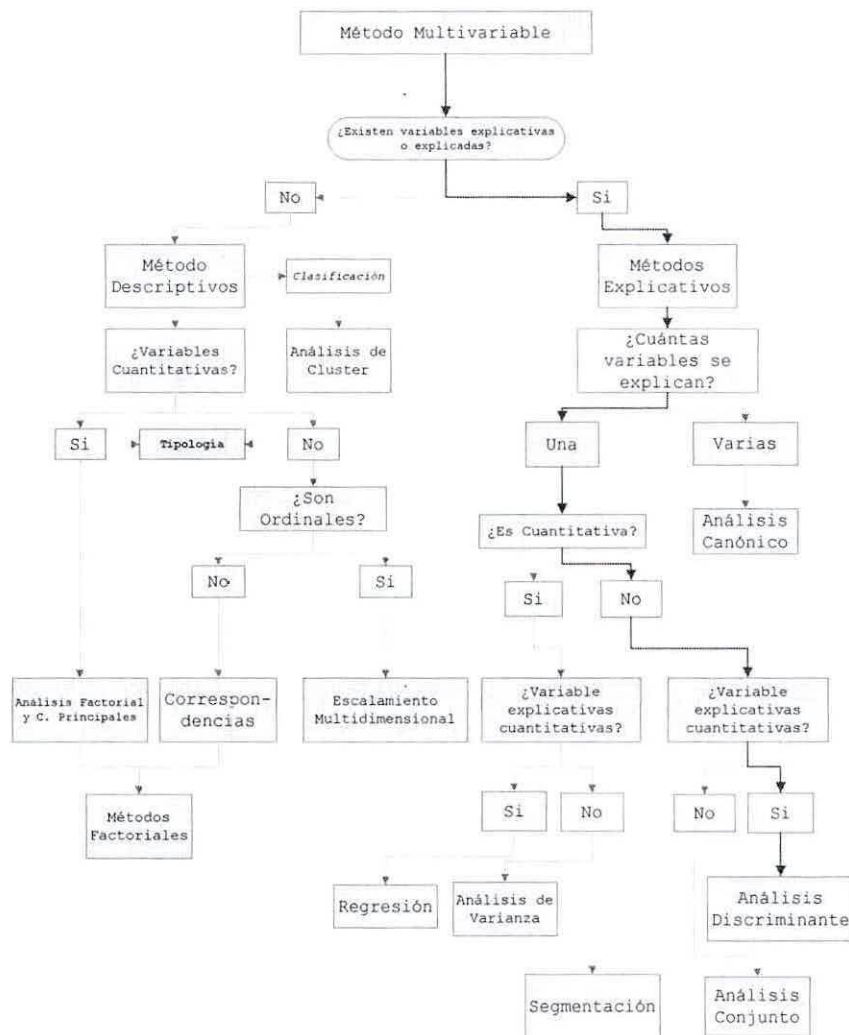 Método Multivariable
¿Existen variables explicativas
o explicadas?
No
Si
Método
Descriptivos
Clasificación
Métodos
Explicativos
¿Variables
Cuantitativas?
Análisis de
Cluster
¿Cuántas
variables se
explican?
Si
Tipología
No
Una
Varias
¿Son
Ordinales?
¿Es Cuantitativa?
Análisis
Canónico
No
Si
Si
No
Análisis Factorial
y C. Principales
Correspon-
dencias
Escalamiento
Multidimensional
¿Variable
explicativas
cuantitativas?
¿Variable
explicativas
cuantitativas?
Métodos
Factoriales
Si
No
No
Si
Regresión
Análisis de
Varianza
Análisis
Discriminante
Segmentación
Análisis
Conjunto